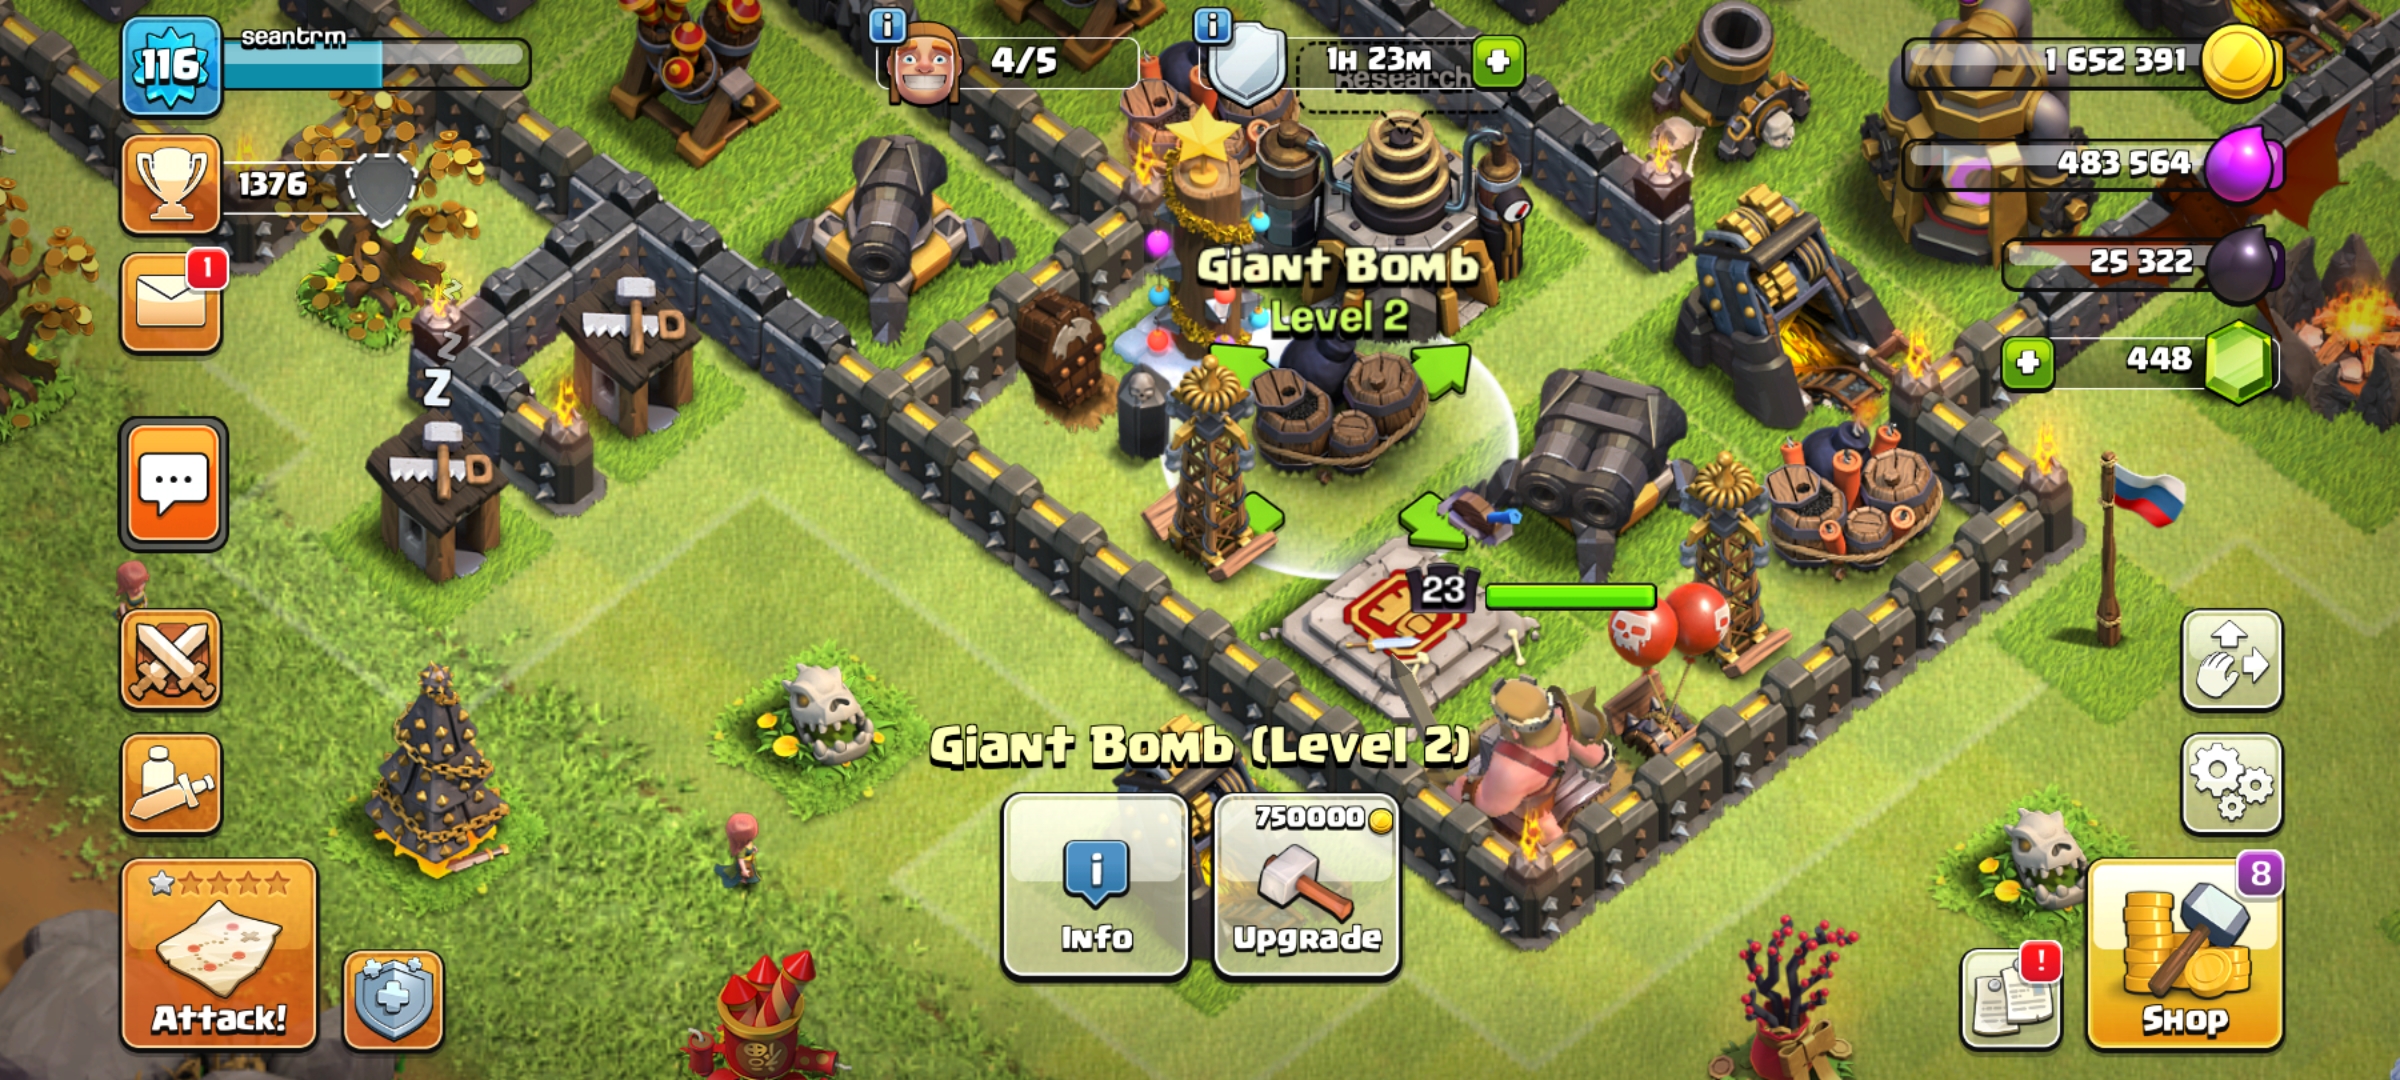 116
seantrm
4/5
1H 23M
Research
1 652 391
1376
483 564
1
Giant Bomb
25 322
Level 2
448
z
z
Z
23
Giant Bomb (Level 2)
750000
Info
Upgrade
8
!
Attack!
Shop